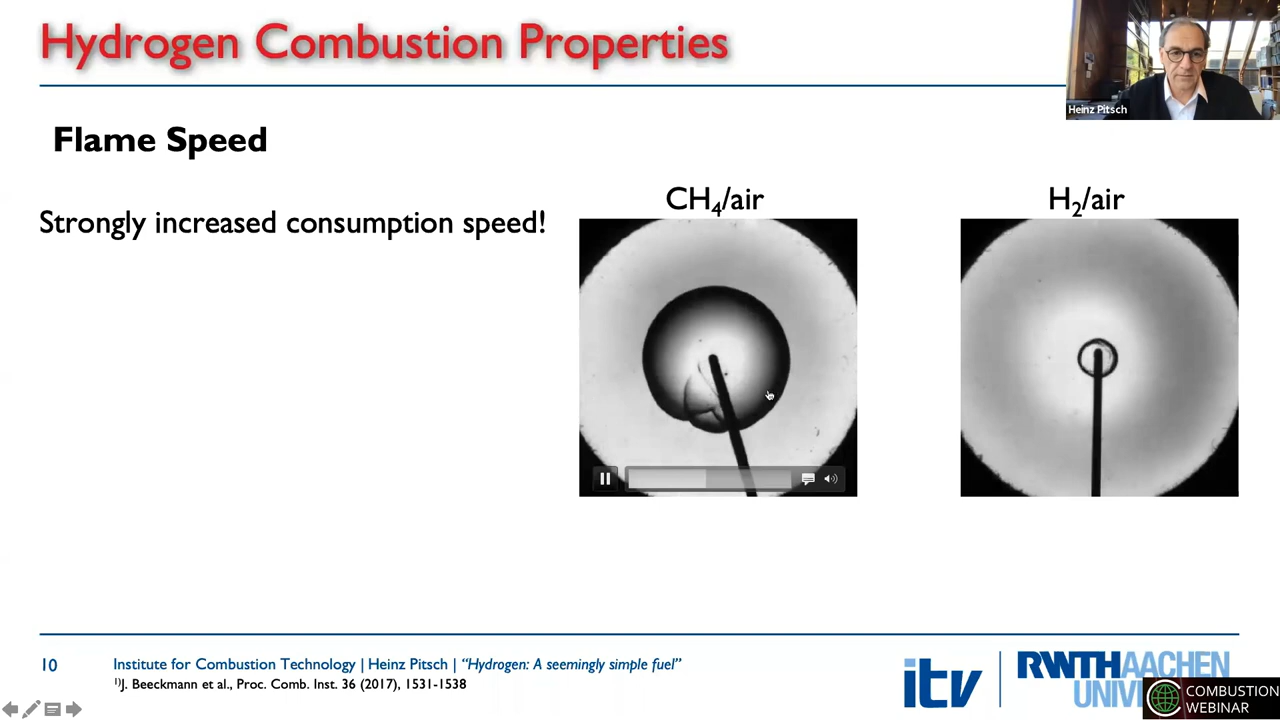 Hydrogen Combustion Properties
Heinz Pitsch
Flame Speed
Strongly increased consumption speed!
CH₄/air
H₂/air
10
Institute for Combustion Technology | Heinz Pitsch | “Hydrogen: A seemingly simple fuel”
¹⁾J. Beeckmann et al., Proc. Comb. Inst. 36 (2017), 1531-1538
itv
RWTHAACHEN
UNIV
COMBUSTION
WEBINAR